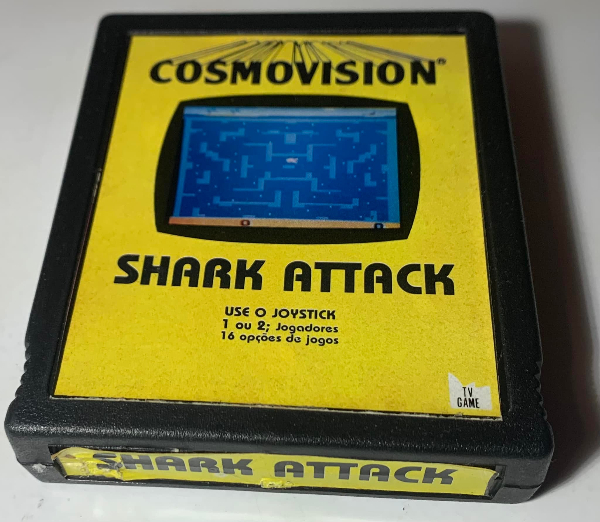 COSMOVISION®
SHARK ATTACK
USE O JOYSTICK
1 ou 2; Jogadores
16 opções de jogos
TV
GAME
SHARK ATTACK